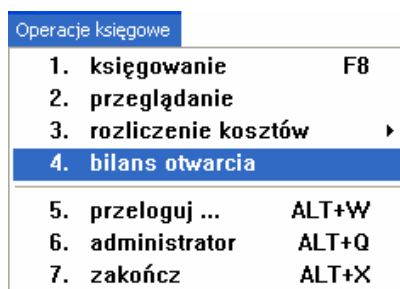 Operacje księgowe
1. księgowanie F8
2. przeglądanie
3. rozliczenie kosztów
4. bilans otwarcia
5. przeloguj ... ALT+W
6. administrator ALT+Q
7. zakończ ALT+X